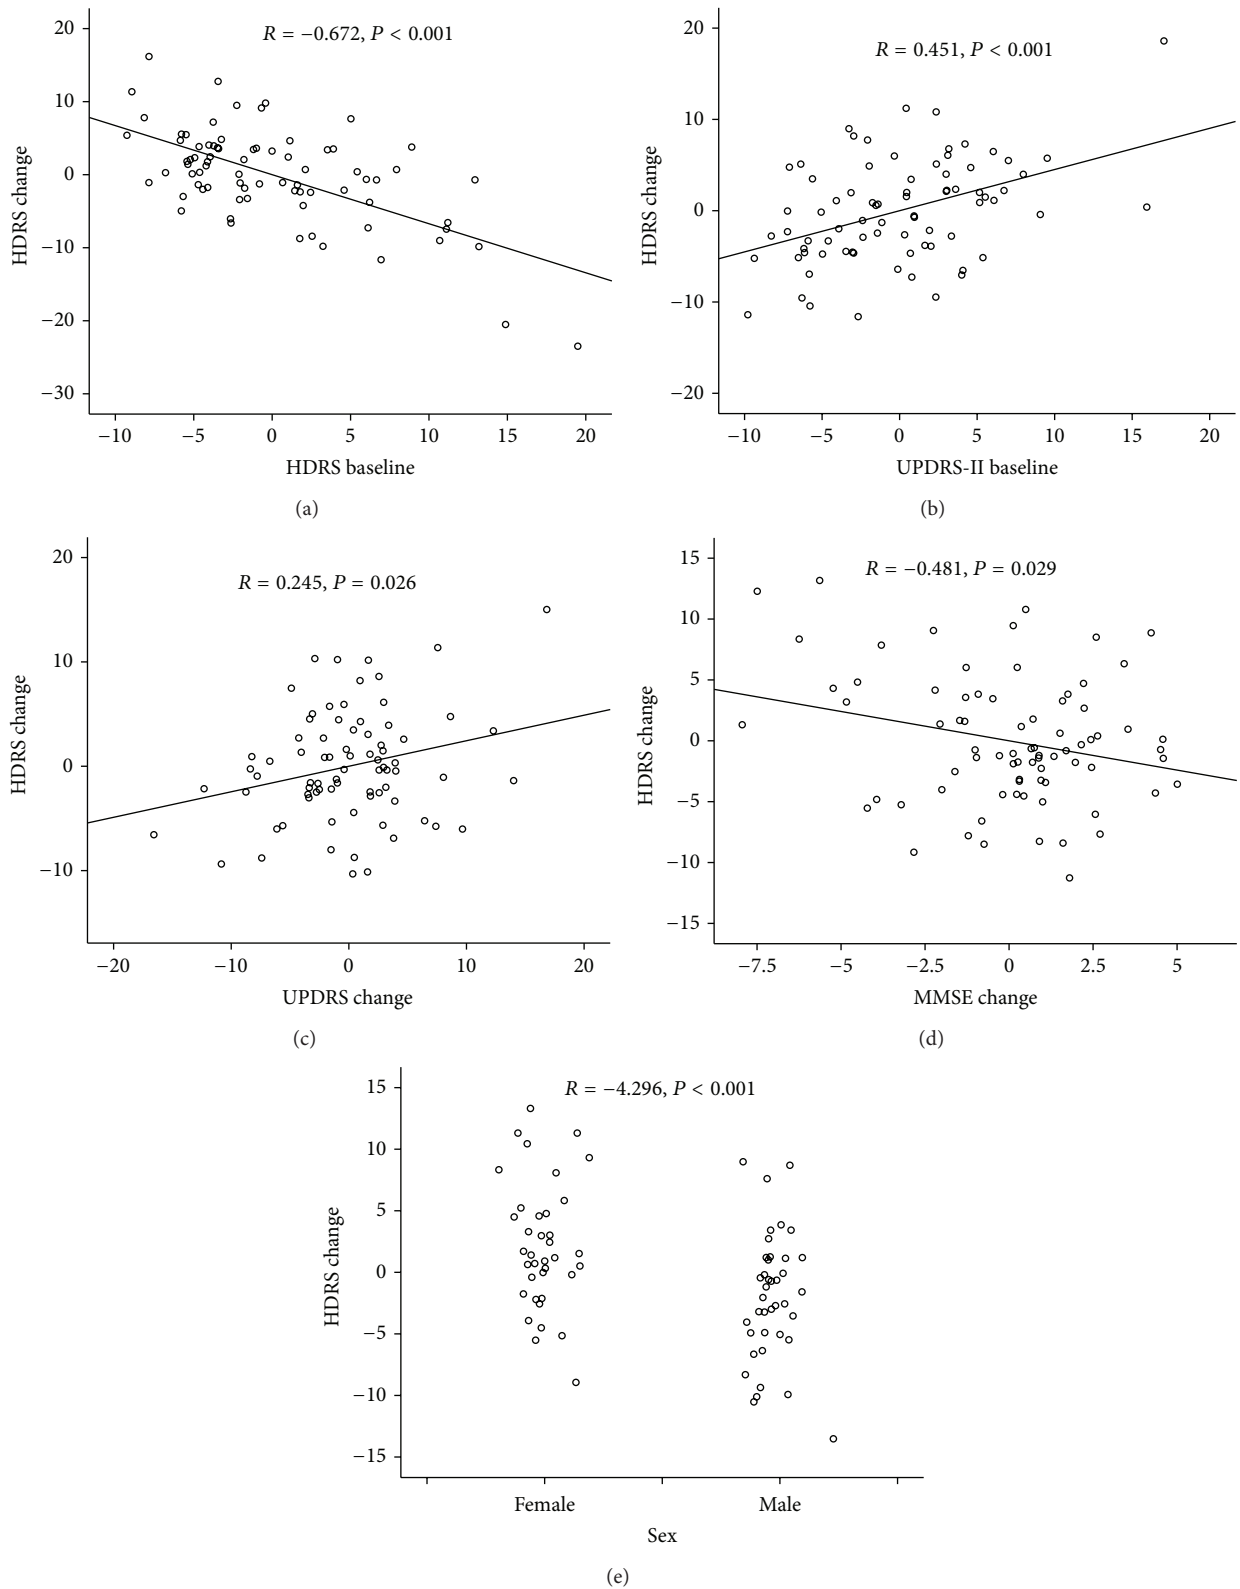 R = −0.672, P < 0.001
20
10
0
−10
−20
−30
HDRS change
−10 −5 0 5 10 15 20
HDRS baseline
(a)
R = 0.451, P < 0.001
20
10
0
−10
−20
HDRS change
−10 −5 0 5 10 15 20
UPDRS-II baseline
(b)
R = 0.245, P = 0.026
20
10
0
−10
HDRS change
−20 −10 0 10 20
UPDRS change
(c)
R = −0.481, P = 0.029
15
10
5
0
−5
−10
−15
HDRS change
−7.5 −5 −2.5 0 2.5 5
MMSE change
(d)
R = −4.296, P < 0.001
15
10
5
0
−5
−10
−15
HDRS change
Female Male
Sex
(e)